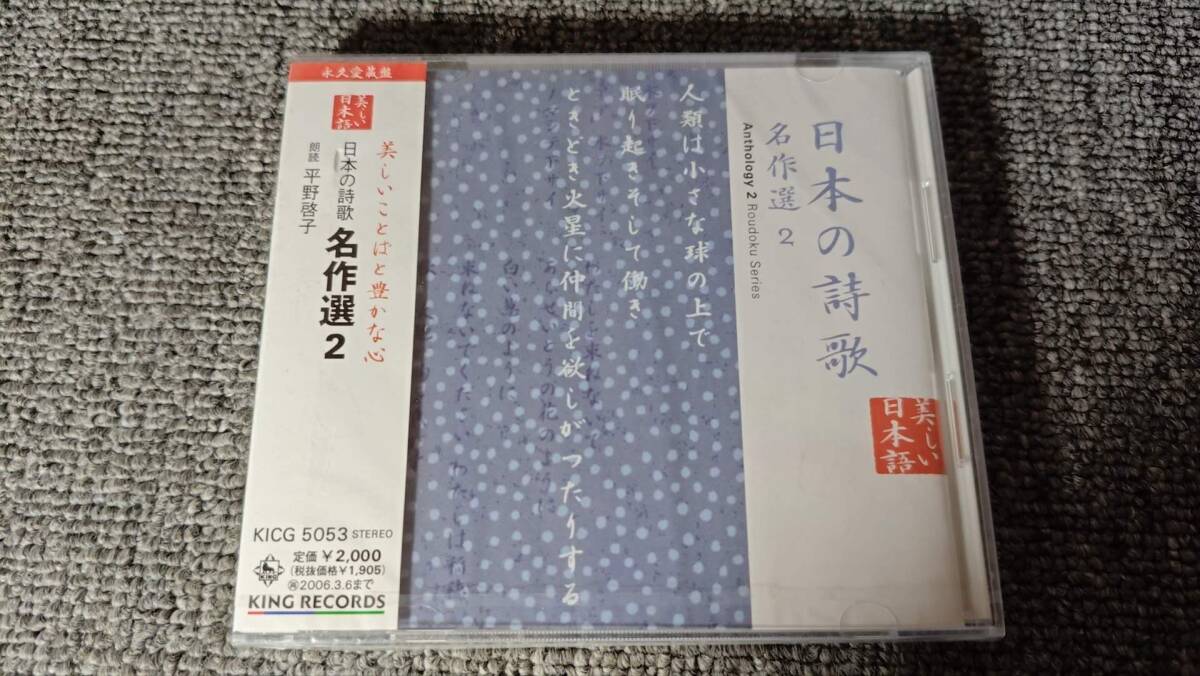 永久愛蔵盤
美しい
日本語
美しいことばと豊かな心
日本の詩歌
名作選2
朗読 平野啓子
KICG 5053 STEREO
定価 ¥2,000
(税抜価格¥1,905)
2006.3.6まで
KING
KING RECORDS
日本の詩歌
名作選 2
Anthology 2 Roudoku Series
美しい
日本語
人類は小さな球の上で
眠り起きそして働き
ときどき火星に仲間を欲しがったりする